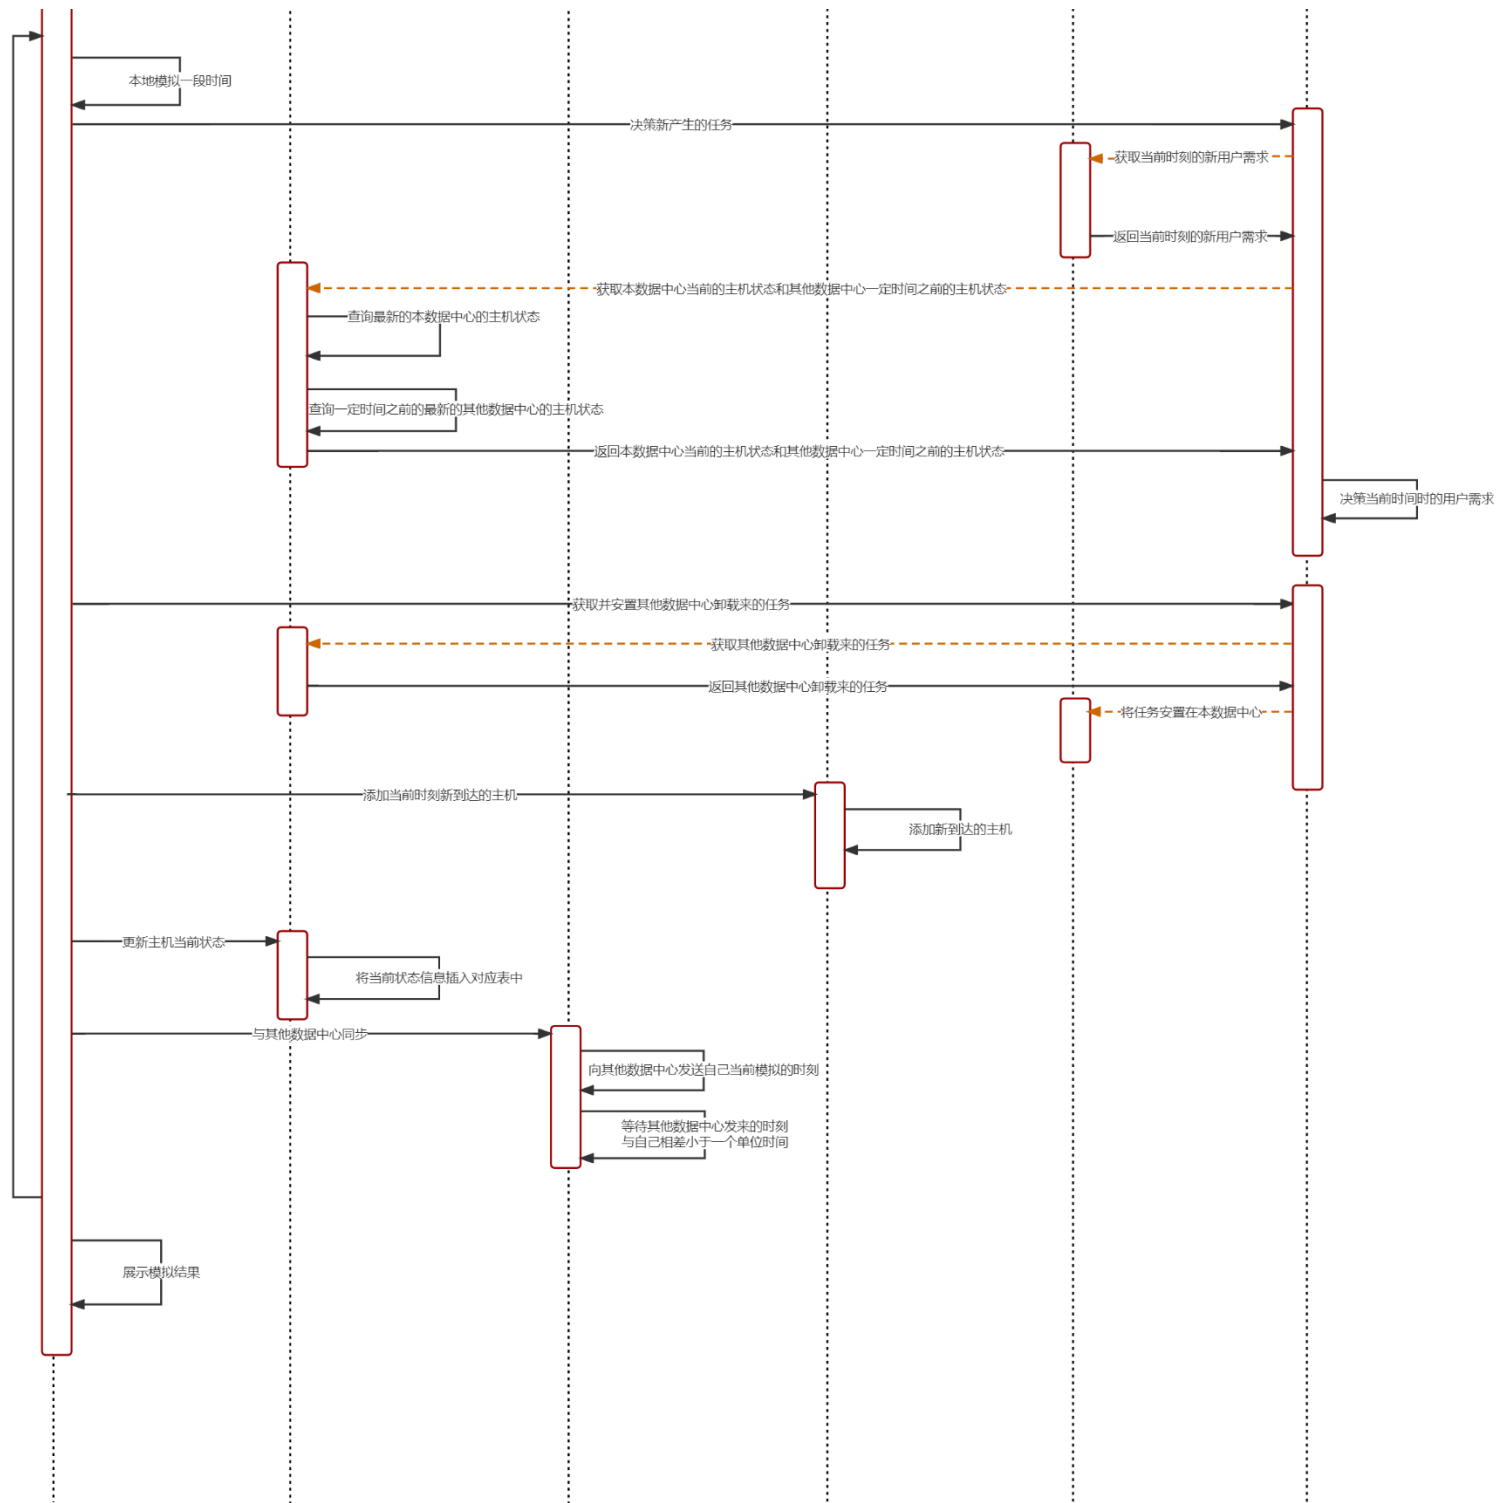 本地模拟一段时间
决策新产生的任务
获取当前时刻的新用户需求
返回当前时刻的新用户需求
获取本数据中心当前的主机状态和其他数据中心一定时间之前的主机状态
查询最新的本数据中心的主机状态
查询一定时间之前的最新的其他数据中心的主机状态
返回本数据中心当前的主机状态和其他数据中心一定时间之前的主机状态
决策当前时间时的用户需求
获取并安置其他数据中心卸载来的任务
获取其他数据中心卸载来的任务
返回其他数据中心卸载来的任务
将任务安置在本数据中心
添加当前时刻新到达的主机
添加新到达的主机
更新主机当前状态
将当前状态信息插入对应表中
与其他数据中心同步
向其他数据中心发送自己当前模拟的时刻
等待其他数据中心发来的时刻
与自己相差小于一个单位时间
展示模拟结果